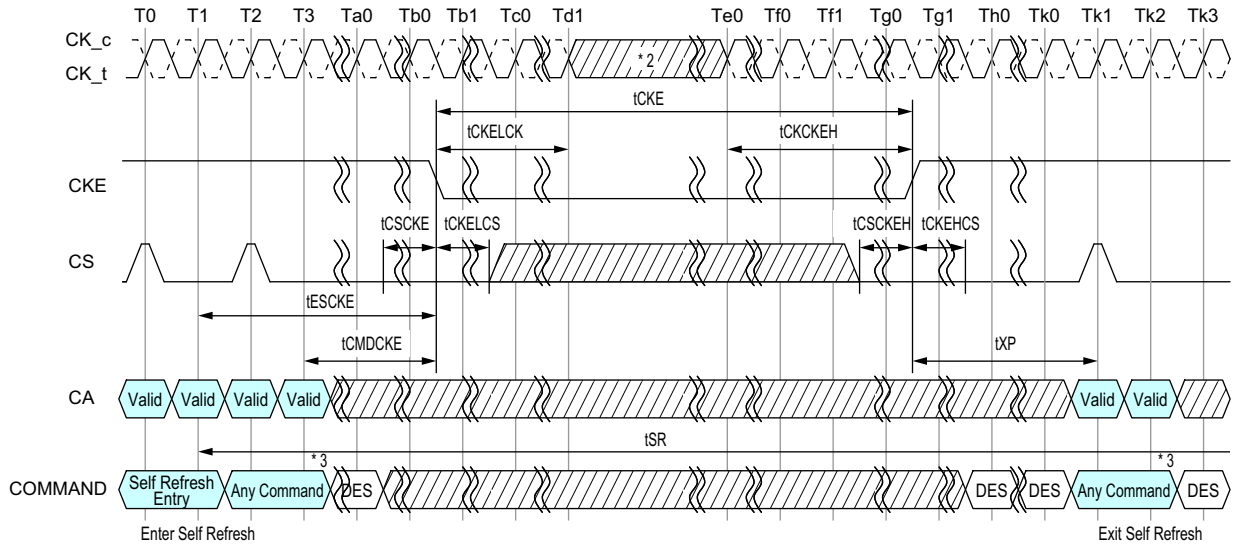 T0 T1 T2 T3 Ta0 Tb0 Tb1 Tc0 Td1 Te0 Tf0 Tf1 Tg0 Tg1 Th0 Tk0 Tk1 Tk2 Tk3
CK_c
CK_t
* 2
tCKE
tCKELCK tCKCKEH
CKE
tCSCKE tCKELCS tCSCKEH tCKEHCS
CS
tESCKE
tCMDCKE tXP
CA Valid Valid Valid Valid Valid Valid
tSR
* 3 * 3
COMMAND Self Refresh Entry Any Command DES DES DES Any Command DES
Enter Self Refresh Exit Self Refresh